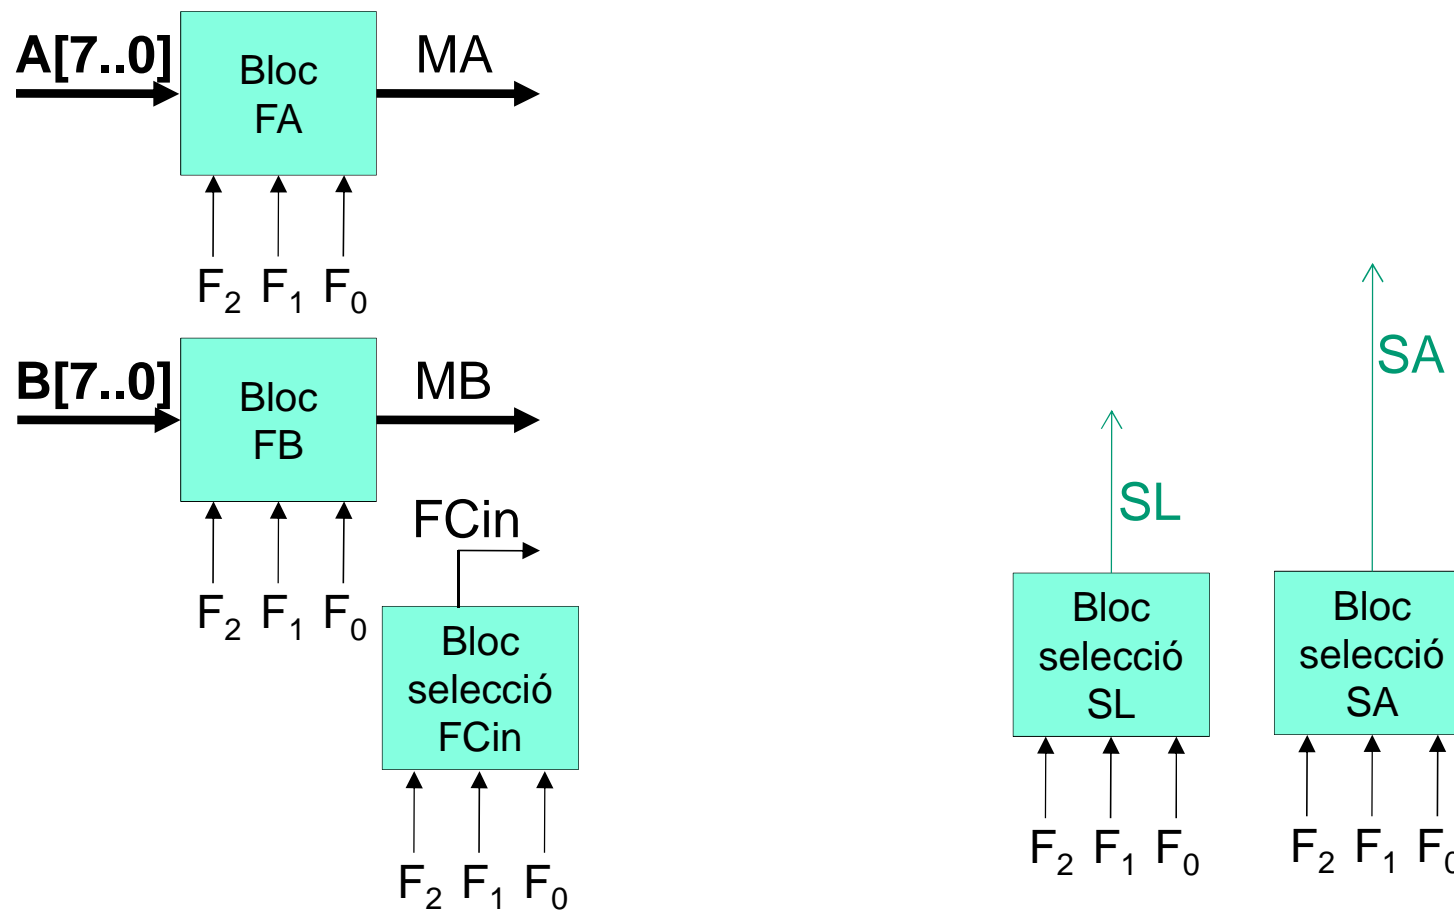 A[7..0]
Bloc
FA
MA
F₂ F₁ F₀
B[7..0]
Bloc
FB
MB
F₂ F₁ F₀
FCin
Bloc
selecció
FCin
F₂ F₁ F₀
SL
Bloc
selecció
SL
F₂ F₁ F₀
SA
Bloc
selecció
SA
F₂ F₁ F₀